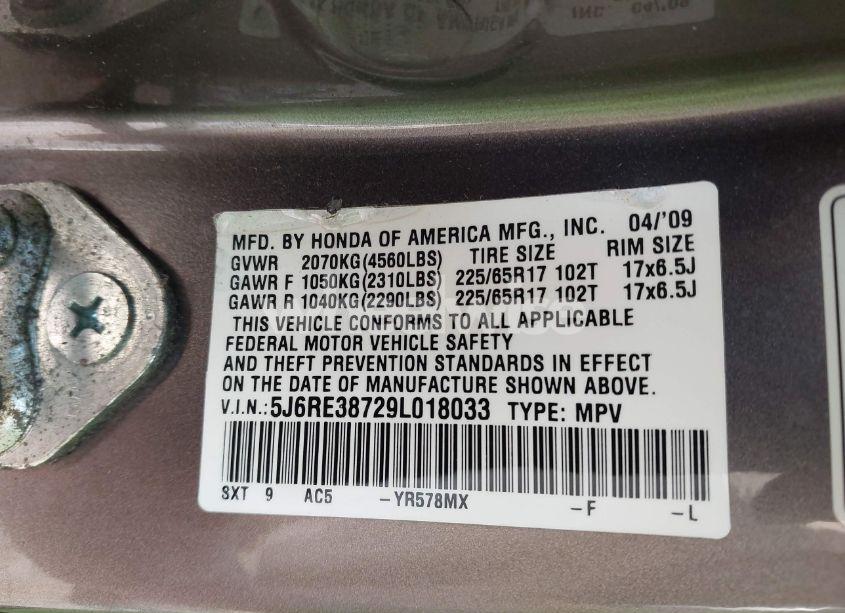 MFD. BY HONDA OF AMERICA MFG., INC. 04/'09
GVWR 2070KG(4560LBS) TIRE SIZE RIM SIZE
GAWR F 1050KG(2310LBS) 225/65R17 102T 17x6.5J
GAWR R 1040KG(2290LBS) 225/65R17 102T 17x6.5J
THIS VEHICLE CONFORMS TO ALL APPLICABLE
FEDERAL MOTOR VEHICLE SAFETY
AND THEFT PREVENTION STANDARDS IN EFFECT
ON THE DATE OF MANUFACTURE SHOWN ABOVE.
V.I.N.:5J6RE38729L018033 TYPE: MPV
SXT 9 AC5 -YR578MX -F -L